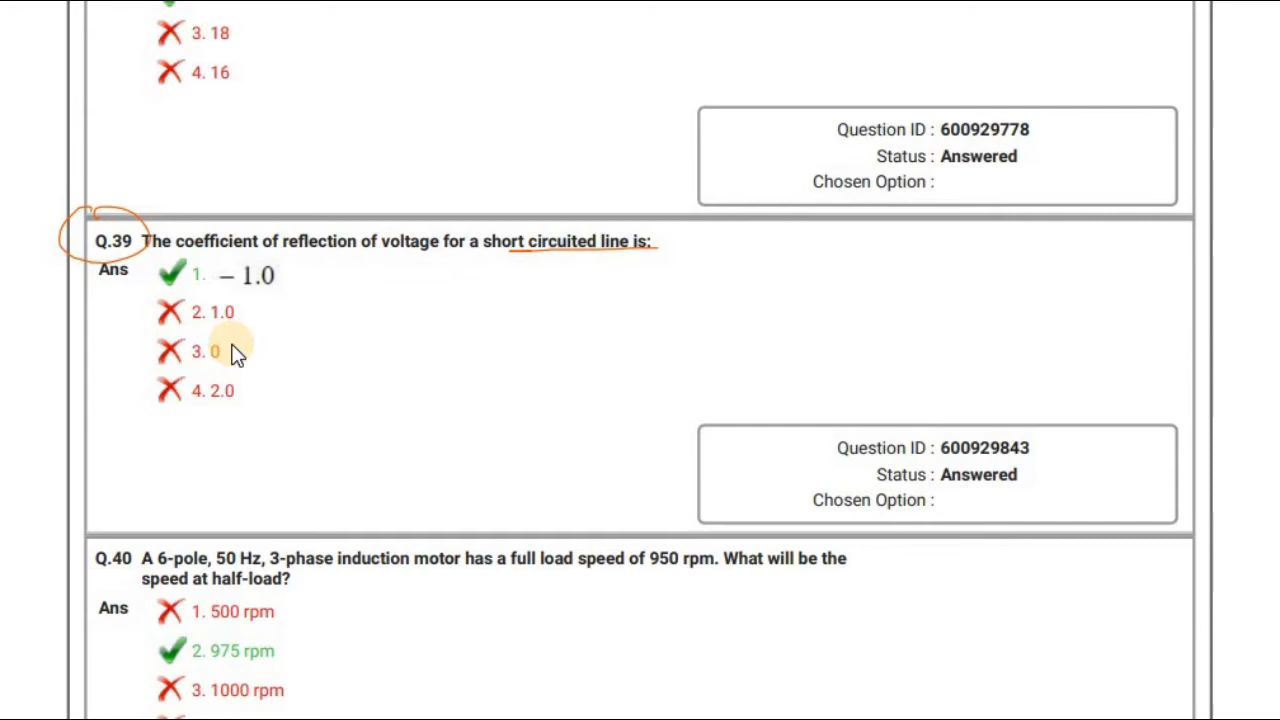 3. 18
4. 16
Question ID : 600929778
Status : Answered
Chosen Option :
Q.39 The coefficient of reflection of voltage for a short circuited line is:
Ans 1. – 1.0
2. 1.0
3. 0
4. 2.0
Question ID : 600929843
Status : Answered
Chosen Option :
Q.40 A 6-pole, 50 Hz, 3-phase induction motor has a full load speed of 950 rpm. What will be the
speed at half-load?
Ans 1. 500 rpm
2. 975 rpm
3. 1000 rpm